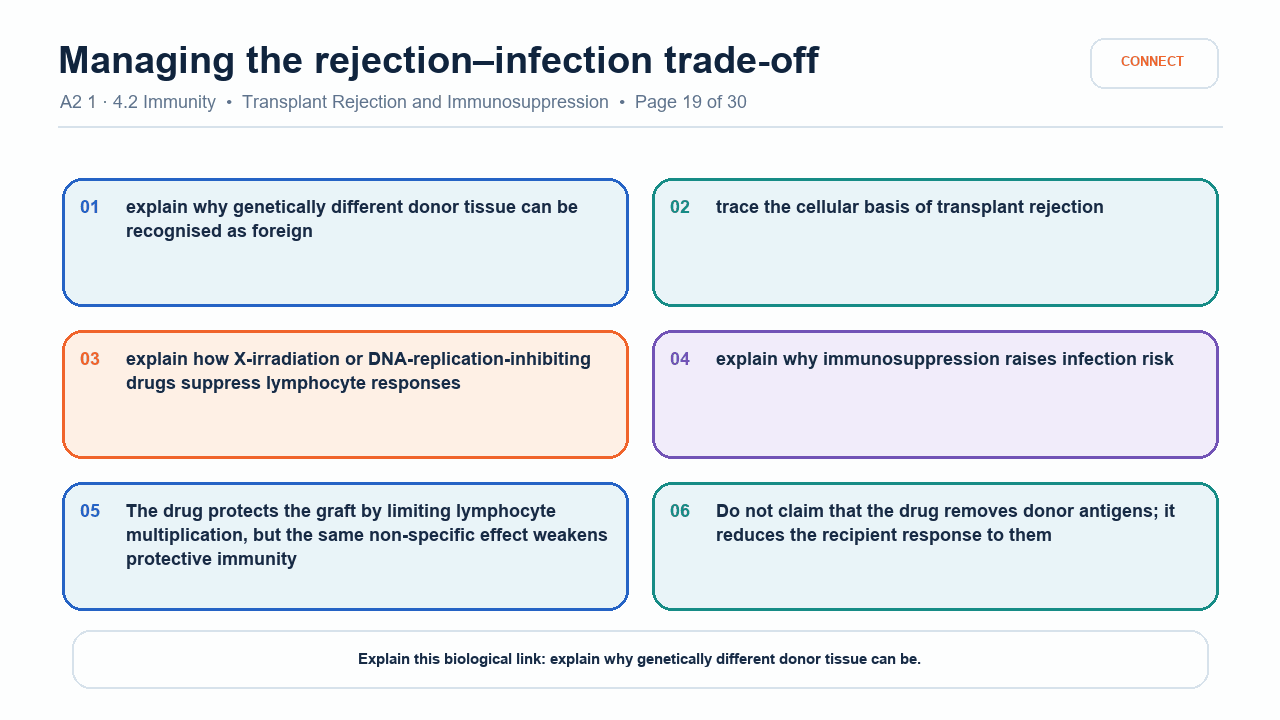 Managing the rejection–infection trade-off
CONNECT
A2 1 · 4.2 Immunity • Transplant Rejection and Immunosuppression • Page 19 of 30
01 explain why genetically different donor tissue can be
recognised as foreign
02 trace the cellular basis of transplant rejection
03 explain how X-irradiation or DNA-replication-inhibiting
drugs suppress lymphocyte responses
04 explain why immunosuppression raises infection risk
05 The drug protects the graft by limiting lymphocyte
multiplication, but the same non-specific effect weakens
protective immunity
06 Do not claim that the drug removes donor antigens; it
reduces the recipient response to them
Explain this biological link: explain why genetically different donor tissue can be.